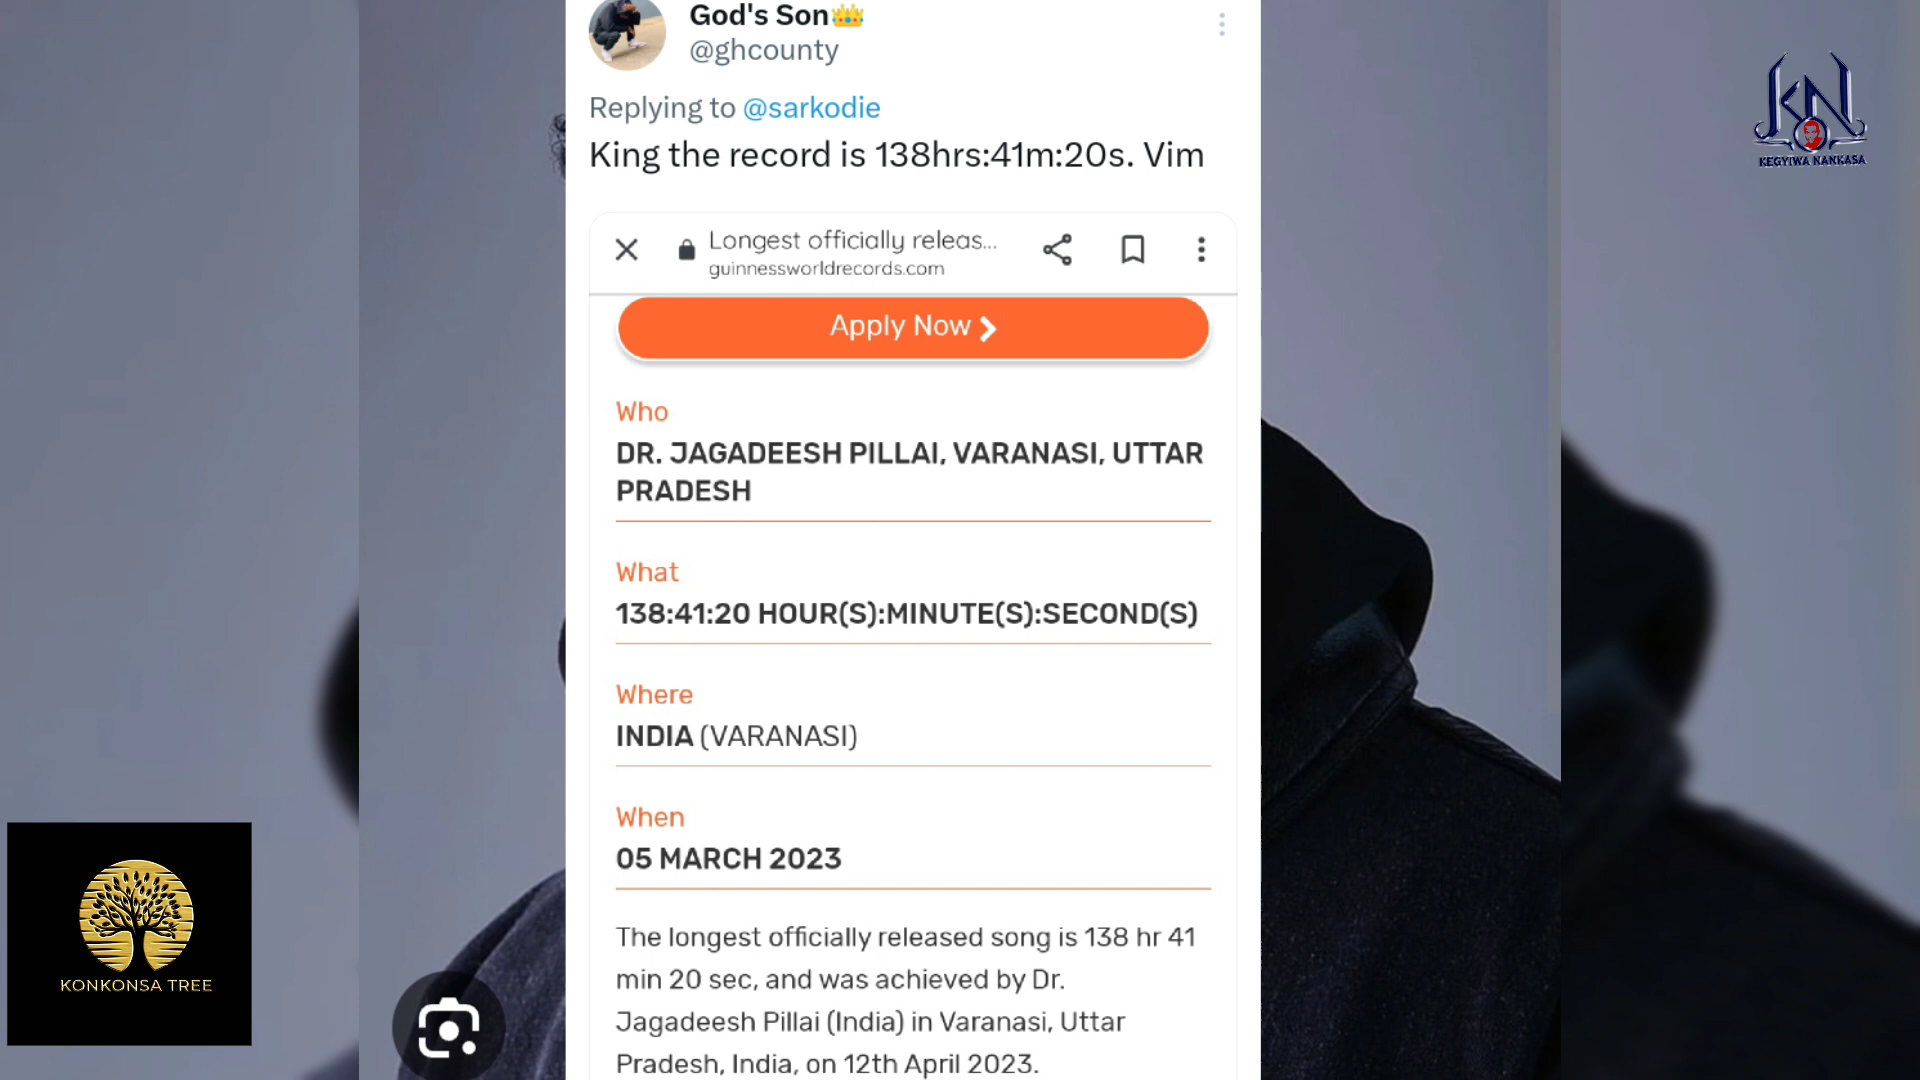 God's Son👑
@ghcounty
Replying to @sarkodie
King the record is 138hrs:41m:20s. Vim
Longest officially releas...
guinnessworldrecords.com
Apply Now
Who
DR. JAGADEESH PILLAI, VARANASI, UTTAR
PRADESH
What
138:41:20 HOUR(S):MINUTE(S):SECOND(S)
Where
INDIA (VARANASI)
When
05 MARCH 2023
The longest officially released song is 138 hr 41
min 20 sec, and was achieved by Dr.
Jagadeesh Pillai (India) in Varanasi, Uttar
Pradesh, India, on 12th April 2023.
KN
KEGYIWA NANKASA
KONKONSA TREE